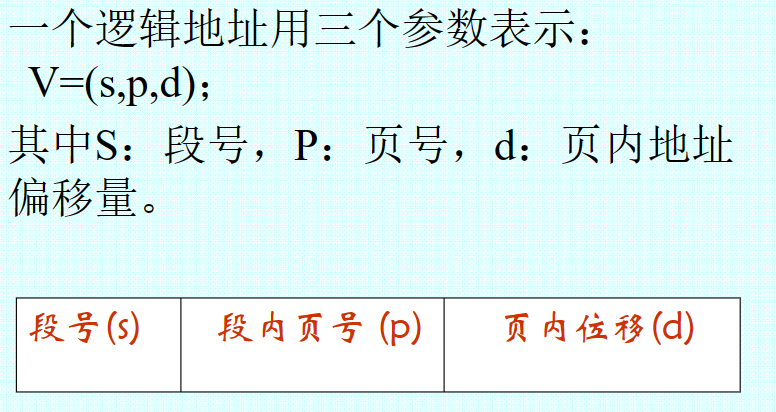 一个逻辑地址用三个参数表示：
V=(s,p,d)；
其中S：段号，P：页号，d：页内地址
偏移量。
段号(s) 段内页号 (p) 页内位移(d)